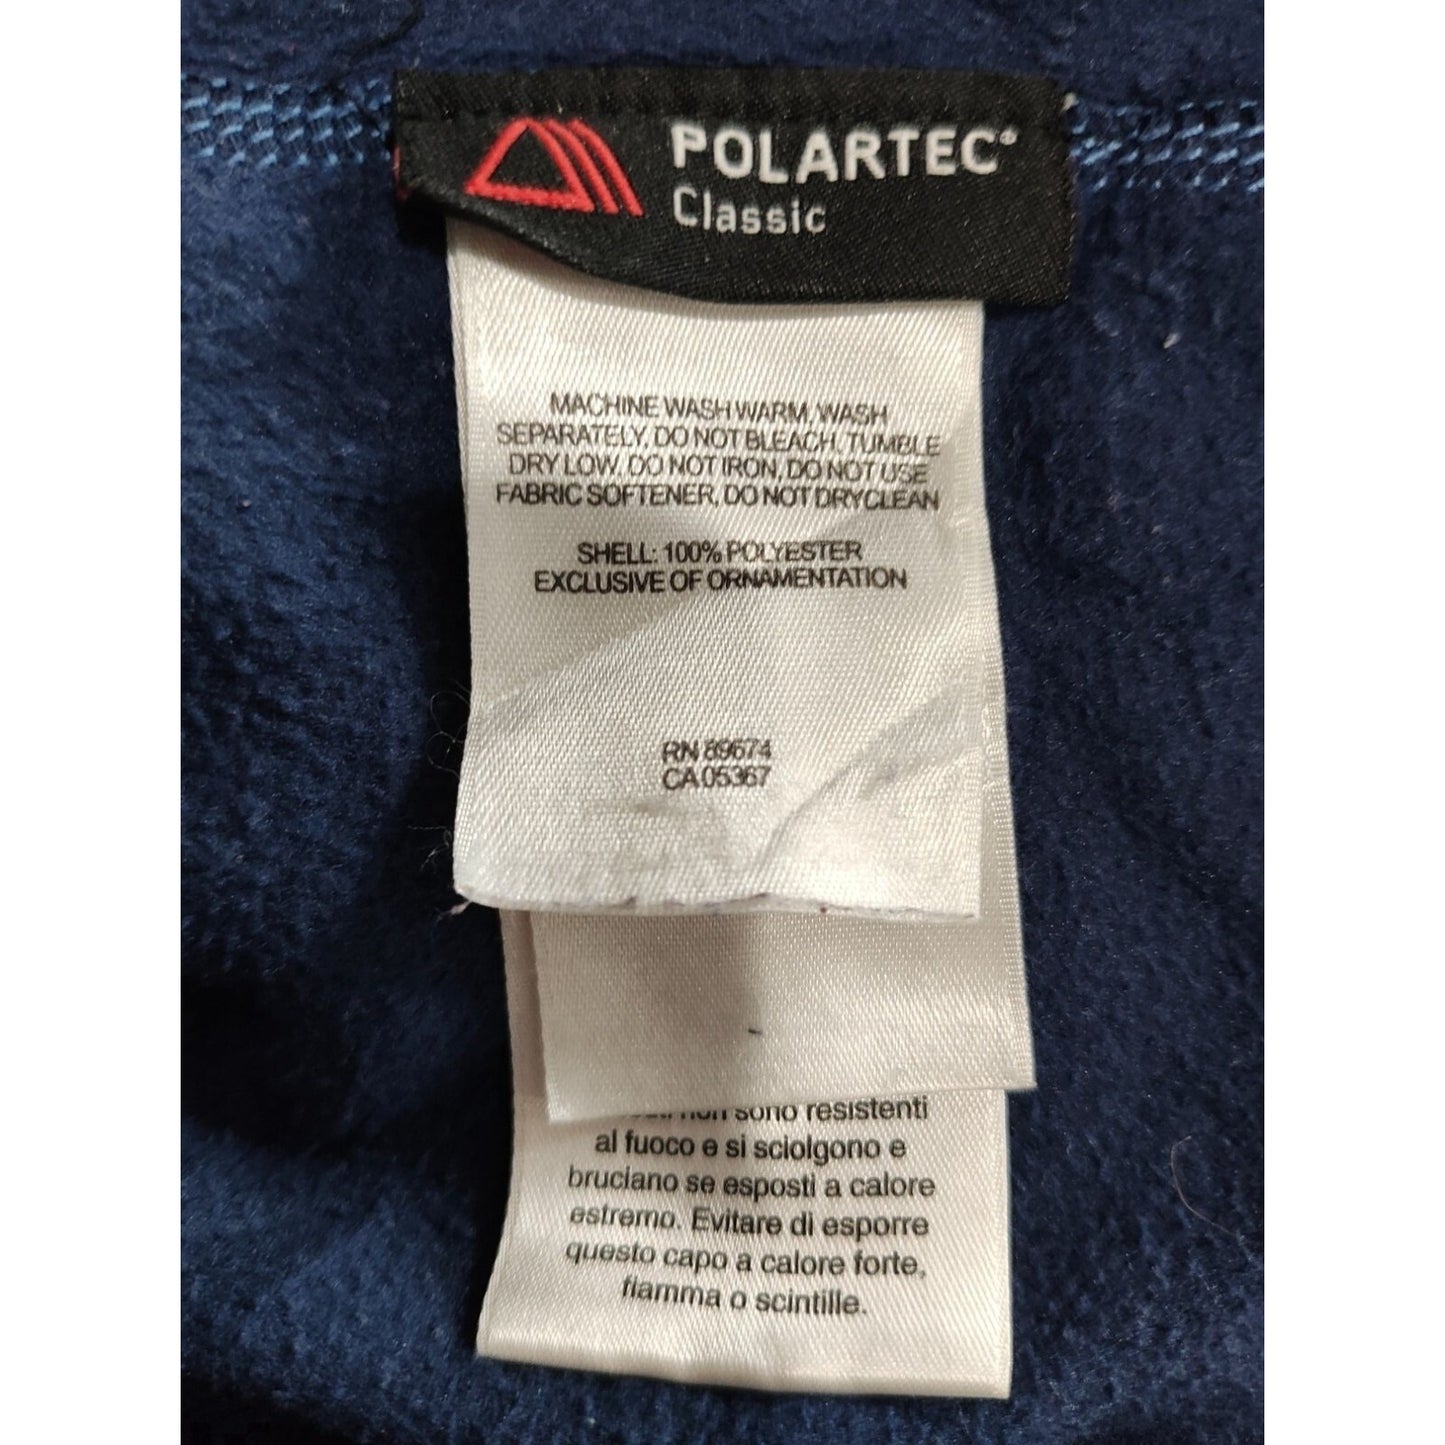 POLARTEC®
Classic
MACHINE WASH WARM, WASH
SEPARATELY, DO NOT BLEACH, TUMBLE
DRY LOW, DO NOT IRON, DO NOT USE
FABRIC SOFTENER, DO NOT DRYCLEAN
SHELL: 100% POLYESTER
EXCLUSIVE OF ORNAMENTATION
RN 89674
CA 05367
non sono resistenti
al fuoco e si sciolgono e
bruciano se esposti a calore
estremo. Evitare di esporre
questo capo a calore forte,
fiamma o scintille.